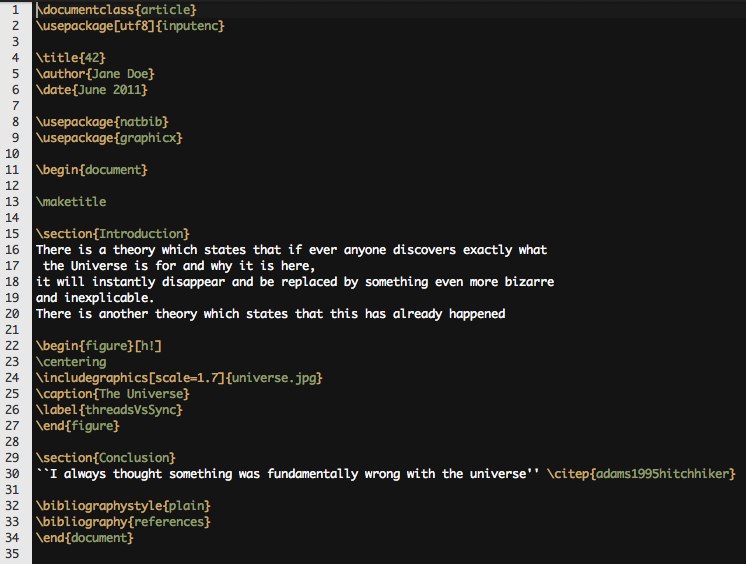 1 \documentclass{article}
2 \usepackage[utf8]{inputenc}
3
4 \title{42}
5 \author{Jane Doe}
6 \date{June 2011}
7
8 \usepackage{natbib}
9 \usepackage{graphicx}
10
11 \begin{document}
12
13 \maketitle
14
15 \section{Introduction}
16 There is a theory which states that if ever anyone discovers exactly what
17  the Universe is for and why it is here,
18 it will instantly disappear and be replaced by something even more bizarre
19 and inexplicable.
20 There is another theory which states that this has already happened
21
22 \begin{figure}[h!]
23 \centering
24 \includegraphics[scale=1.7]{universe.jpg}
25 \caption{The Universe}
26 \label{threadsVsSync}
27 \end{figure}
28
29 \section{Conclusion}
30 ``I always thought something was fundamentally wrong with the universe'' \citep{adams1995hitchhiker}
31
32 \bibliographystyle{plain}
33 \bibliography{references}
34 \end{document}
35